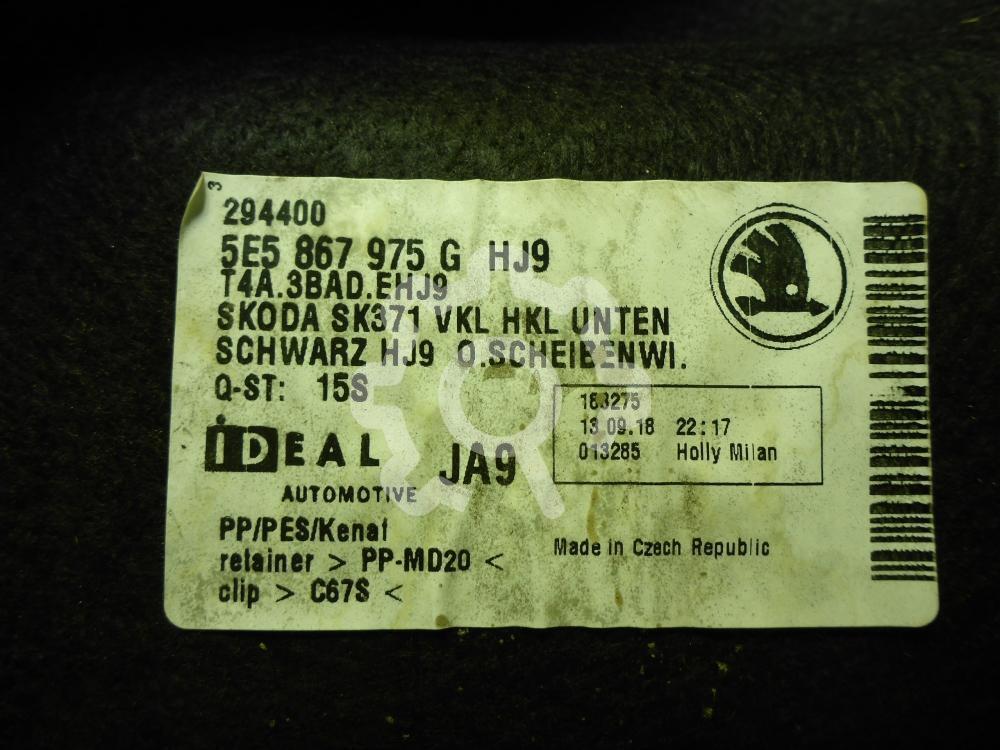 3
294400
5E5 867 975 G HJ9
T4A.3BAD.EHJ9
SKODA SK371 VKL HKL UNTEN
SCHWARZ HJ9 O.SCHEIBENWI.
Q-ST: 15S
183275
13.09.18 22:17
013285 Holly Milan
iDEAL
AUTOMOTIVE
JA9
PP/PES/Kenaf
retainer > PP-MD20 <
clip > C67S <
Made in Czech Republic